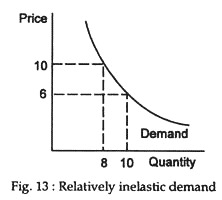 Price
10
6
Demand
8 10 Quantity
Fig. 13 : Relatively inelastic demand